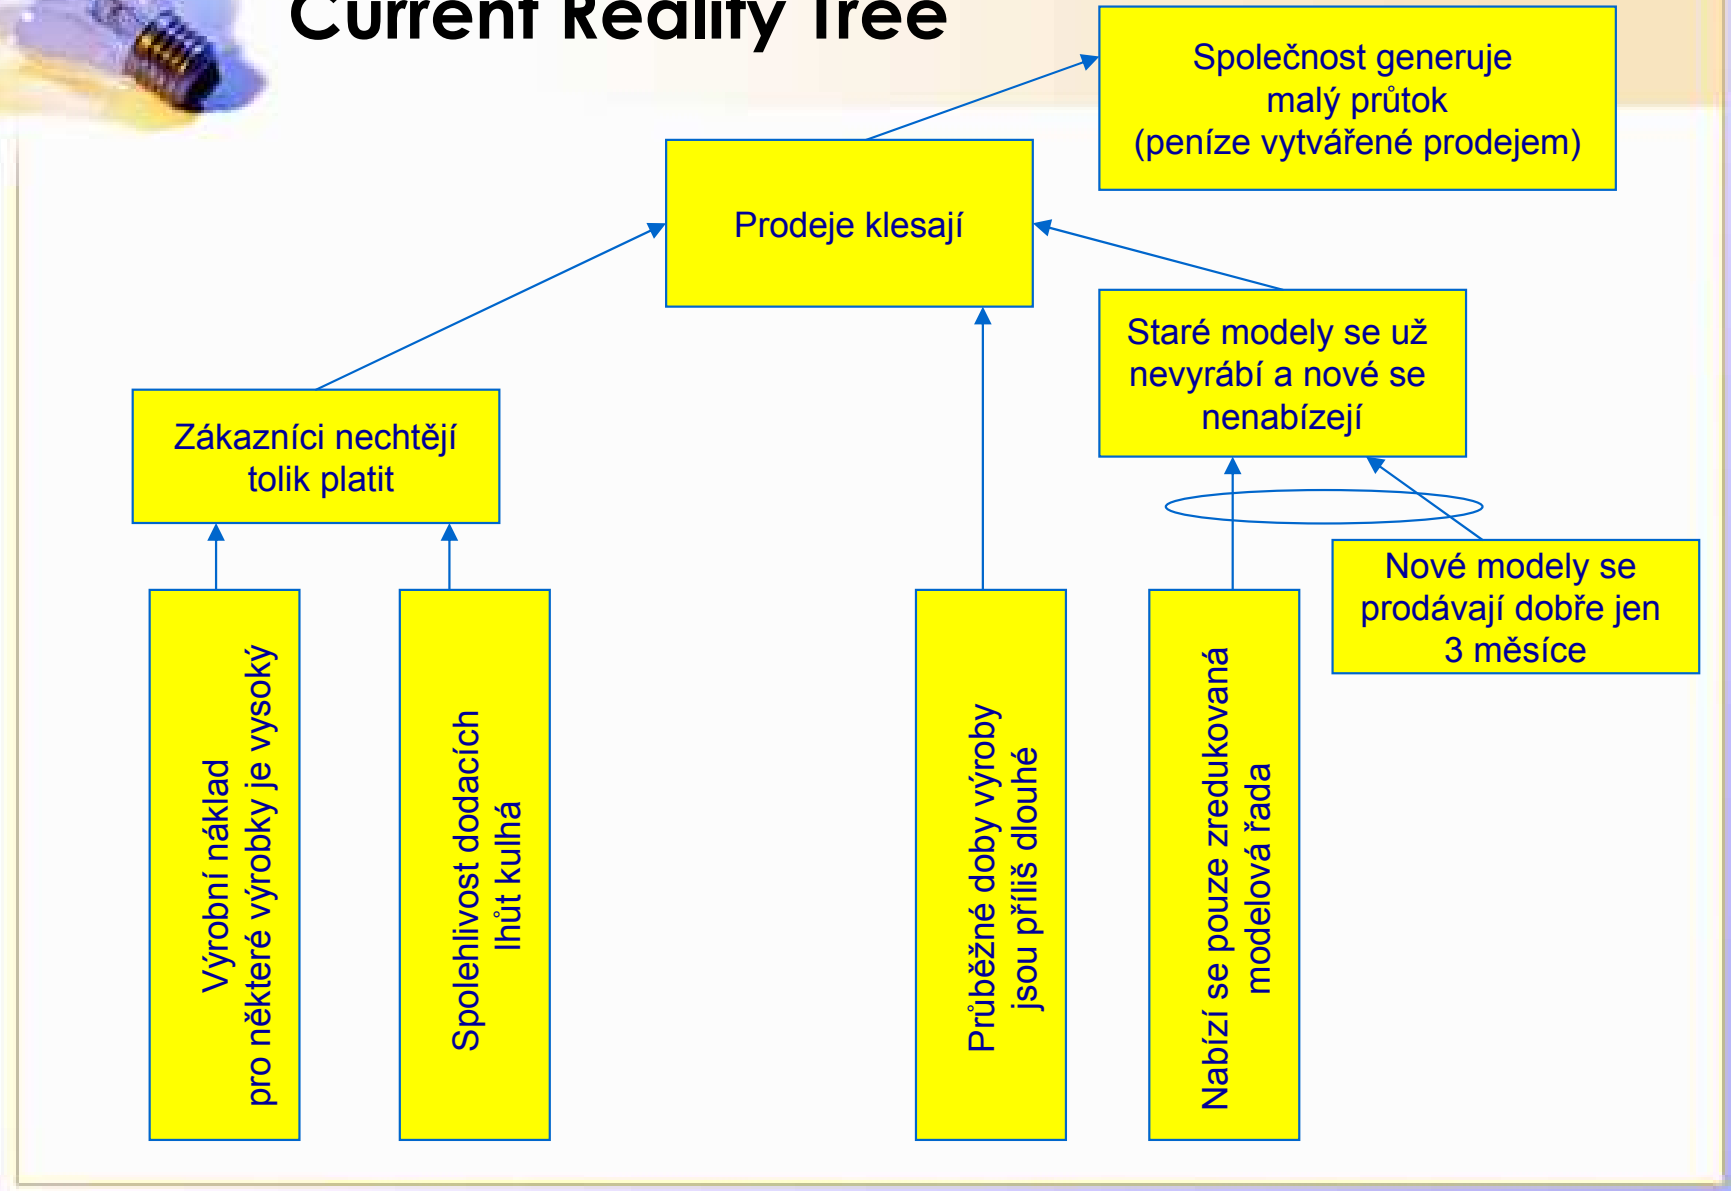 Current Reality Tree
Společnost generuje
malý průtok
(peníze vytvářené prodejem)
Prodeje klesají
Staré modely se už
nevyrábí a nové se
nenabízejí
Zákazníci nechtějí
tolik platit
Nové modely se
prodávají dobře jen
3 měsíce
Výrobní náklad
pro některé výrobky je vysoký
Spolehlivost dodacích
lhůt kulhá
Průběžné doby výroby
jsou příliš dlouhé
Nabízí se pouze zredukovaná
modelová řada